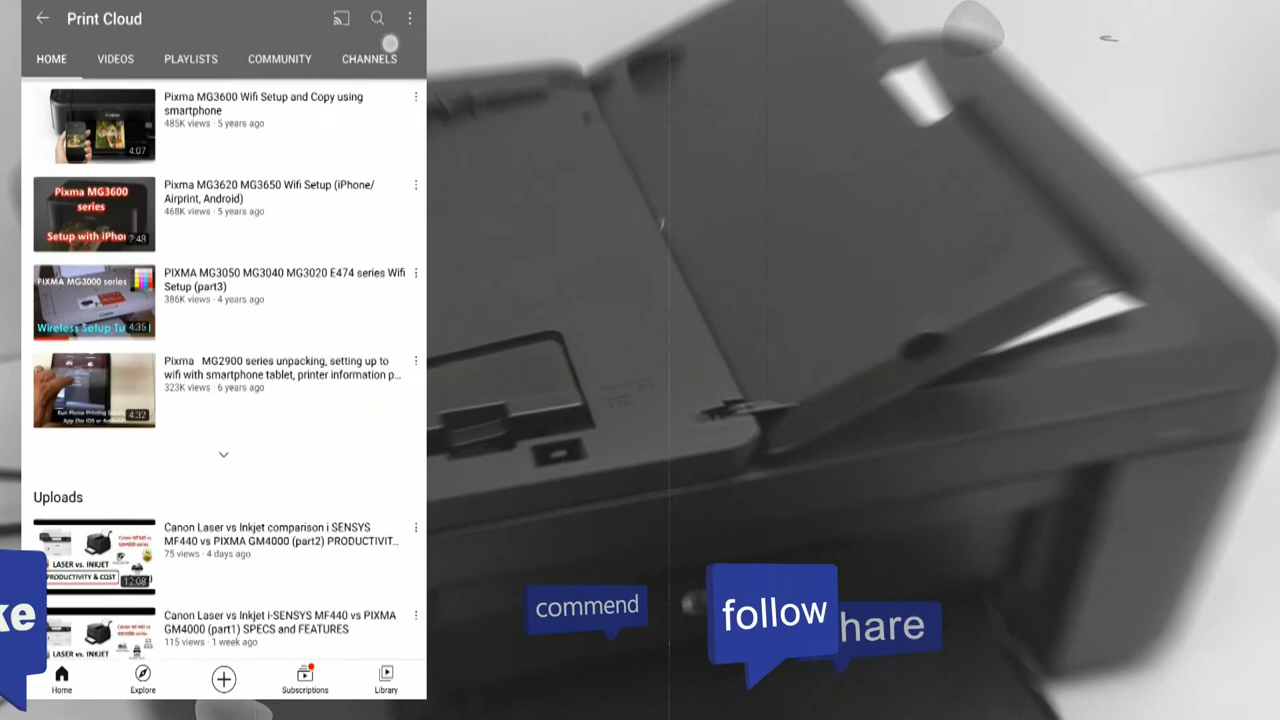 Print Cloud
HOME
VIDEOS
PLAYLISTS
COMMUNITY
CHANNELS
Pixma MG3600 Wifi Setup and Copy using
smartphone
485K views · 5 years ago
4:07
Pixma MG3620 MG3650 Wifi Setup (iPhone/
Airprint, Android)
468K views · 5 years ago
Pixma MG3600
series
Setup with iPho
7:48
PIXMA MG3050 MG3040 MG3020 E474 series Wifi
Setup (part3)
386K views · 4 years ago
PIXMA MG3000 series
Wireless Setup Tu
4:35
Pixma MG2900 series unpacking, setting up to
wifi with smartphone tablet, printer information p...
323K views · 6 years ago
4:32
Uploads
Canon Laser vs Inkjet comparison i SENSYS
MF440 vs PIXMA GM4000 (part2) PRODUCTIVIT...
75 views · 4 days ago
LASER vs. INKJET
PRODUCTIVITY & COST
12:08
Canon Laser vs Inkjet i-SENSYS MF440 vs PIXMA
GM4000 (part1) SPECS and FEATURES
115 views · 1 week ago
LASER vs. INKJET
Home
Explore
Subscriptions
Library
ke
commend
follow
hare